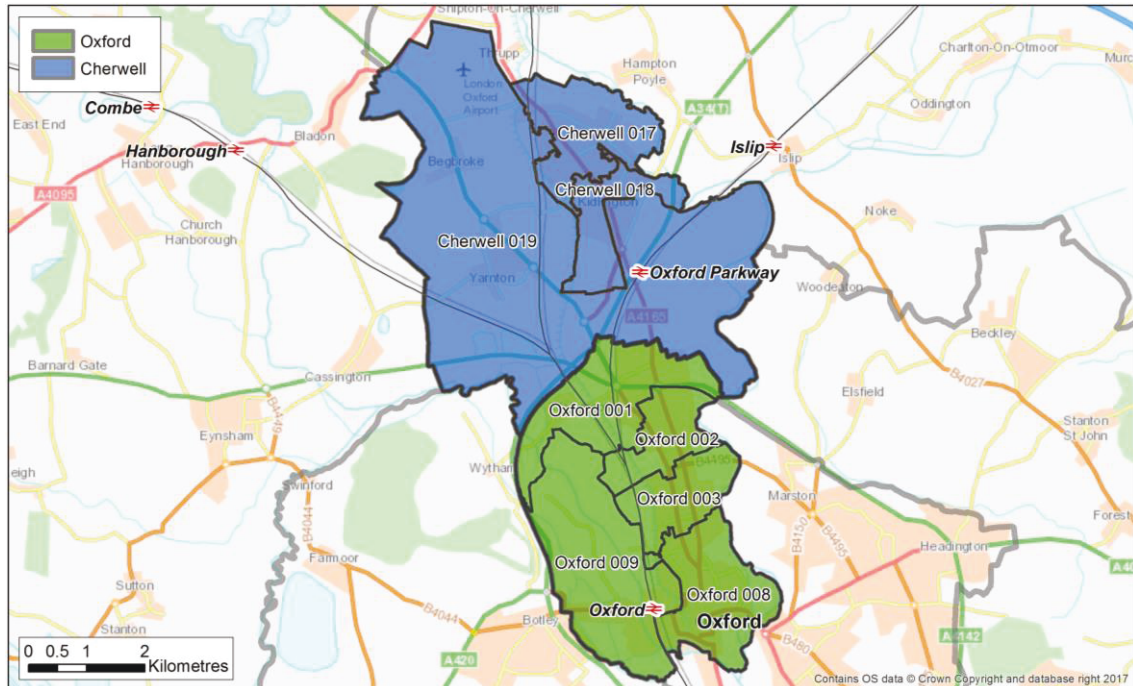 Oxford
Cherwell
Shipton-On-Cherwell
Thrupp
London
Oxford
Airport
Hampton
Poyle
Charlton-On-Otmoor
Oddington
A34(T)
Combe
East End
Hanborough
Hanborough
Bladon
Begbroke
Cherwell 017
Cherwell 018
Kidlington
Islip
Islip
A4095
Church
Hanborough
Cherwell 019
Noke
Yarnton
Oxford Parkway
Woodeaton
A4165
Beckley
Barnard Gate
Cassington
B4449
Elsfield
B4027
Oxford 001
Oxford 002
Stanton
St John
Eynsham
Wytham
B4495
Oxford 003
Marston
Swinford
B4044
B4150
B4495
Headington
Farmoor
Oxford 009
Oxford 008
Sutton
Stanton
B4044
Botley
Oxford
Oxford
A420
B480
A4142
0 0.5 1 2
Kilometres
Contains OS data © Crown Copyright and database right 2017